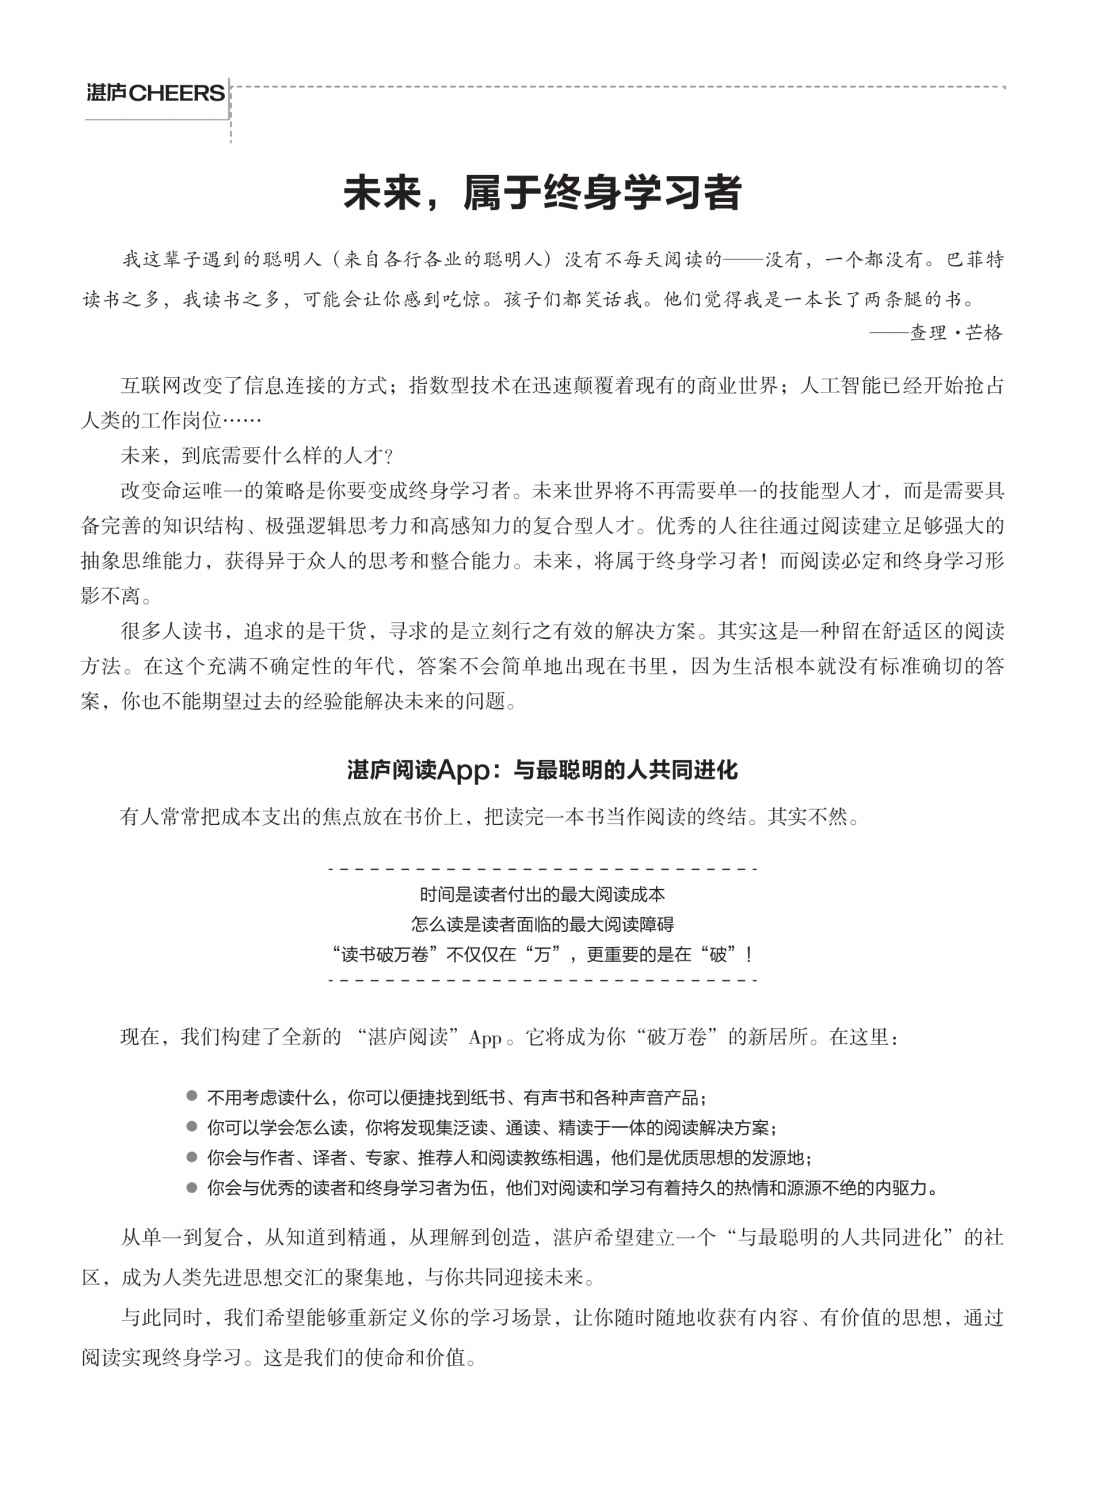 湛庐CHEERS
未来，属于终身学习者
我这辈子遇到的聪明人（来自各行各业的聪明人）没有不每天阅读的——没有，一个都没有。巴菲特
读书之多，我读书之多，可能会让你感到吃惊。孩子们都笑话我。他们觉得我是一本长了两条腿的书。
——查理·芒格
互联网改变了信息连接的方式；指数型技术在迅速颠覆着现有的商业世界；人工智能已经开始抢占
人类的工作岗位……
未来，到底需要什么样的人才？
改变命运唯一的策略是你要变成终身学习者。未来世界将不再需要单一的技能型人才，而是需要具
备完善的知识结构、极强逻辑思考力和高感知力的复合型人才。优秀的人往往通过阅读建立足够强大的
抽象思维能力，获得异于众人的思考和整合能力。未来，将属于终身学习者！而阅读必定和终身学习形
影不离。
很多人读书，追求的是干货，寻求的是立刻行之有效的解决方案。其实这是一种留在舒适区的阅读
方法。在这个充满不确定性的年代，答案不会简单地出现在书里，因为生活根本就没有标准确切的答
案，你也不能期望过去的经验能解决未来的问题。
湛庐阅读App：与最聪明的人共同进化
有人常常把成本支出的焦点放在书价上，把读完一本书当作阅读的终结。其实不然。
时间是读者付出的最大阅读成本
怎么读是读者面临的最大阅读障碍
“读书破万卷”不仅仅在“万”，更重要的是在“破”！
现在，我们构建了全新的 “湛庐阅读”App。它将成为你“破万卷”的新居所。在这里：
● 不用考虑读什么，你可以便捷找到纸书、有声书和各种声音产品；
● 你可以学会怎么读，你将发现集泛读、通读、精读于一体的阅读解决方案；
● 你会与作者、译者、专家、推荐人和阅读教练相遇，他们是优质思想的发源地；
● 你会与优秀的读者和终身学习者为伍，他们对阅读和学习有着持久的热情和源源不绝的内驱力。
从单一到复合，从知道到精通，从理解到创造，湛庐希望建立一个“与最聪明的人共同进化”的社
区，成为人类先进思想交汇的聚集地，与你共同迎接未来。
与此同时，我们希望能够重新定义你的学习场景，让你随时随地收获有内容、有价值的思想，通过
阅读实现终身学习。这是我们的使命和价值。